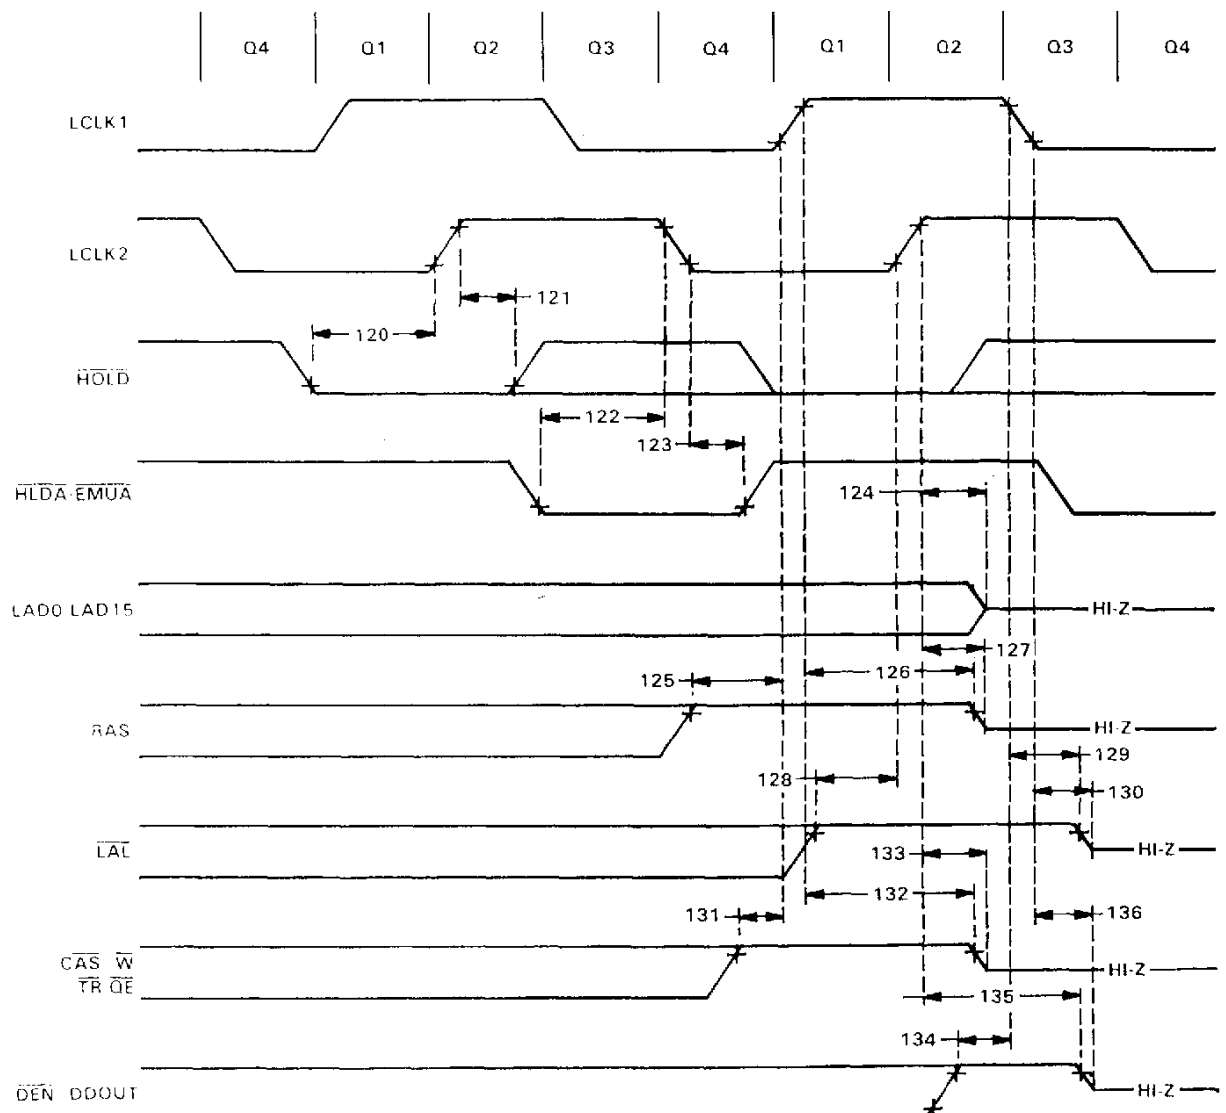 Q4 Q1 Q2 Q3 Q4 Q1 Q2 Q3 Q4
LCLK1
LCLK2
121
120
HOLD
122
123
HLDA·EMUA
124
LAD0 LAD15
HI-Z
127
126
125
RAS
HI-Z
129
128
130
LAL
HI-Z
133
132
131
136
CAS W
HI-Z
TR QE
135
134
DEN DDOUT
HI-Z